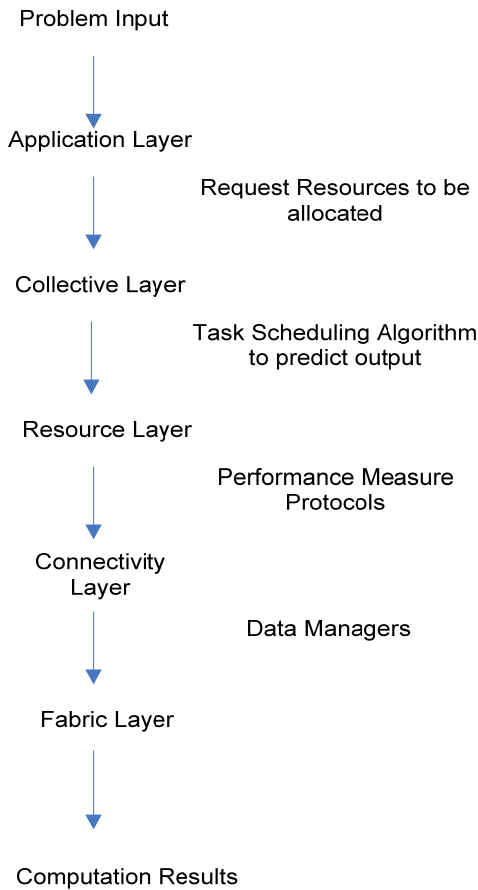 Problem Input
Application Layer
Request Resources to be
allocated
Collective Layer
Task Scheduling Algorithm
to predict output
Resource Layer
Performance Measure
Protocols
Connectivity
Layer
Data Managers
Fabric Layer
Computation Results